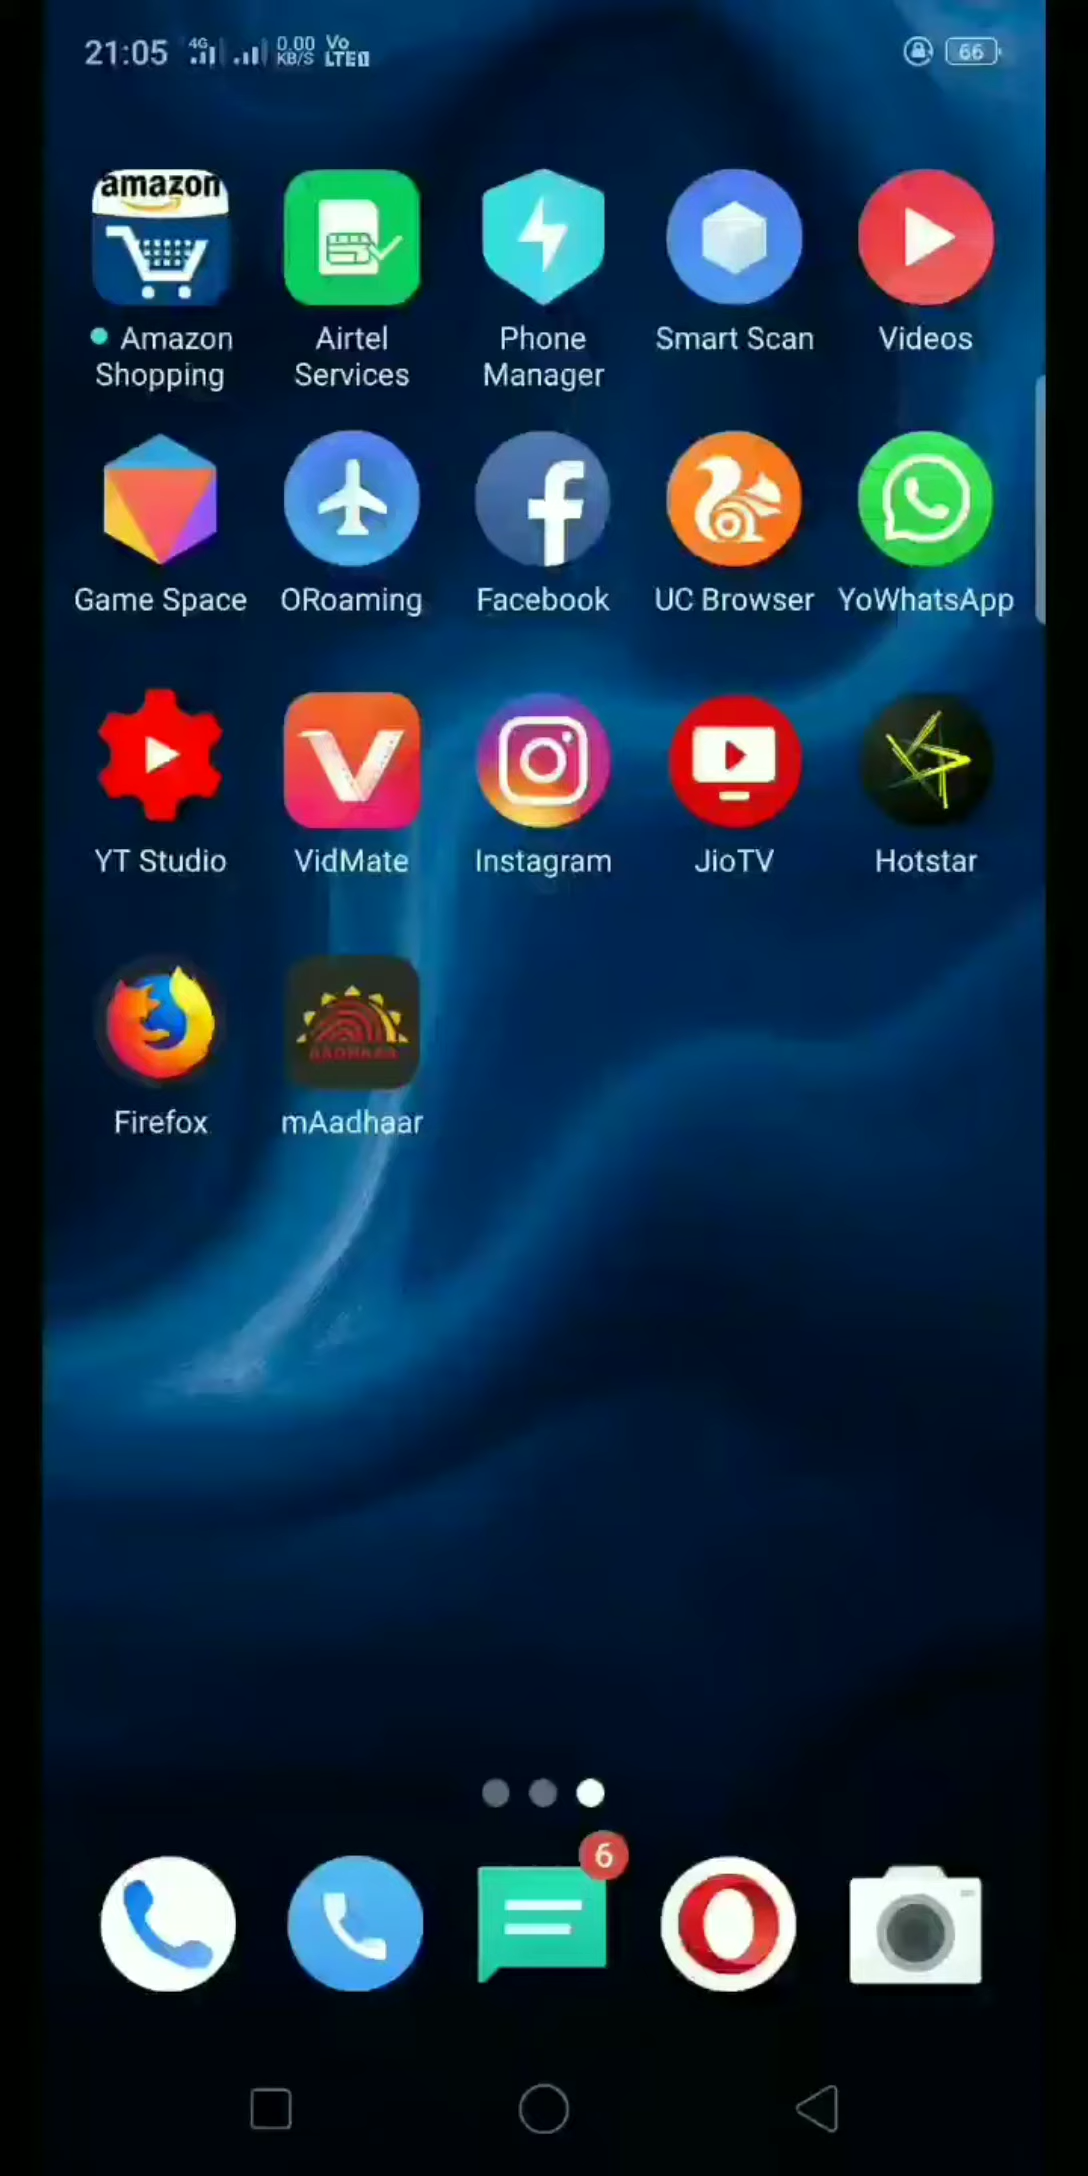 21:05 4G 0.00 KB/S Vo LTE 66
amazon
Amazon Shopping
Airtel Services
Phone Manager
Smart Scan
Videos
Game Space
ORoaming
Facebook
UC Browser
YoWhatsApp
YT Studio
VidMate
Instagram
JioTV
Hotstar
Firefox
AADHAAR
mAadhaar
6